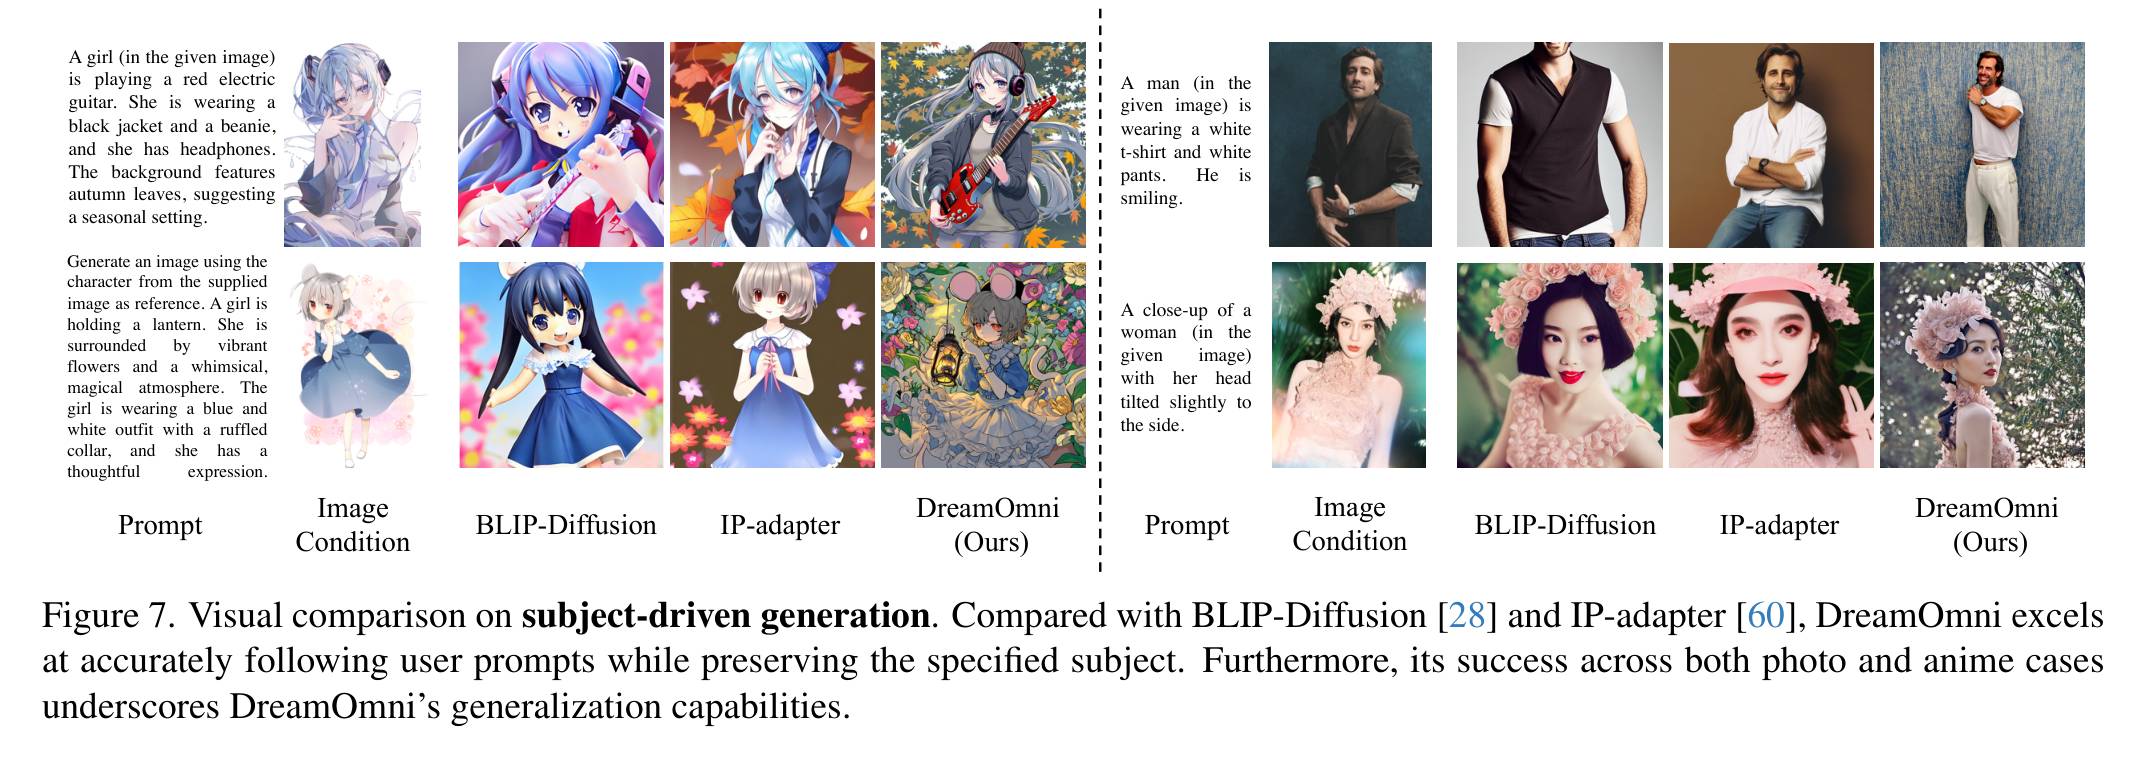 A girl (in the given image)
is playing a red electric
guitar. She is wearing a
black jacket and a beanie,
and she has headphones.
The background features
autumn leaves, suggesting
a seasonal setting.
Generate an image using the
character from the supplied
image as reference. A girl is
holding a lantern. She is
surrounded by vibrant
flowers and a whimsical,
magical atmosphere. The
girl is wearing a blue and
white outfit with a ruffled
collar, and she has a
thoughtful expression.
Prompt
Image
Condition
BLIP-Diffusion
IP-adapter
DreamOmni
(Ours)
A man (in the
given image) is
wearing a white
t-shirt and white
pants. He is
smiling.
A close-up of a
woman (in the
given image)
with her head
tilted slightly to
the side.
Prompt
Image
Condition
BLIP-Diffusion
IP-adapter
DreamOmni
(Ours)
Figure 7. Visual comparison on subject-driven generation. Compared with BLIP-Diffusion [28] and IP-adapter [60], DreamOmni excels
at accurately following user prompts while preserving the specified subject. Furthermore, its success across both photo and anime cases
underscores DreamOmni's generalization capabilities.